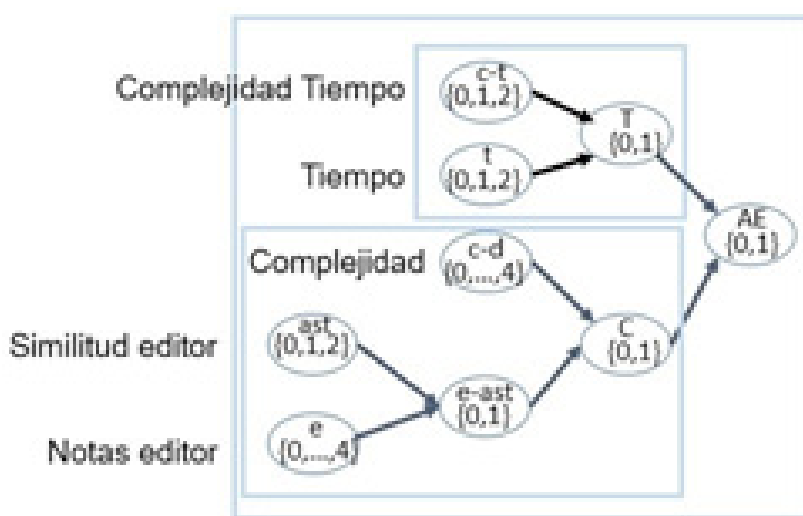 Complejidad Tiempo
c-t
{0,1,2}
T
{0,1}
Tiempo
t
{0,1,2}
AE
{0,1}
Complejidad
c-d
{0,...,4}
Similitud editor
ast
{0,1,2}
C
{0,1}
e-ast
{0,1}
Notas editor
e
{0,...,4}